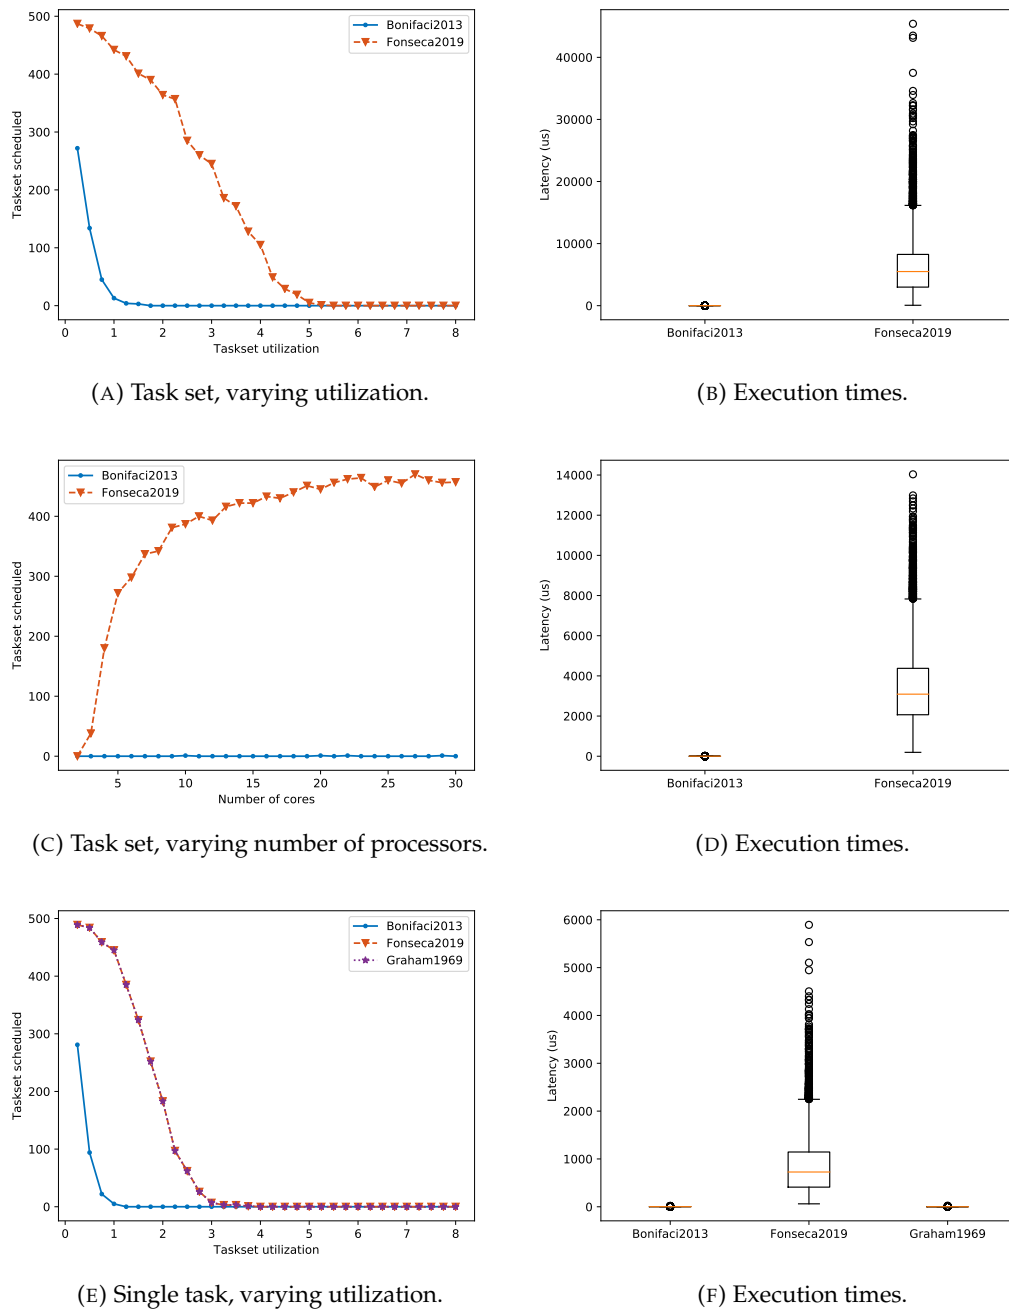 500
400
300
200
100
0
Taskset scheduled
Bonifaci2013
Fonseca2019
0 1 2 3 4 5 6 7 8
Taskset utilization
(A) Task set, varying utilization.
40000
30000
20000
10000
0
Latency (us)
Bonifaci2013 Fonseca2019
(B) Execution times.
400
300
200
100
0
Taskset scheduled
Bonifaci2013
Fonseca2019
5 10 15 20 25 30
Number of cores
(C) Task set, varying number of processors.
14000
12000
10000
8000
6000
4000
2000
0
Latency (us)
Bonifaci2013 Fonseca2019
(D) Execution times.
500
400
300
200
100
0
Taskset scheduled
Bonifaci2013
Fonseca2019
Graham1969
0 1 2 3 4 5 6 7 8
Taskset utilization
(E) Single task, varying utilization.
6000
5000
4000
3000
2000
1000
0
Latency (us)
Bonifaci2013 Fonseca2019 Graham1969
(F) Execution times.